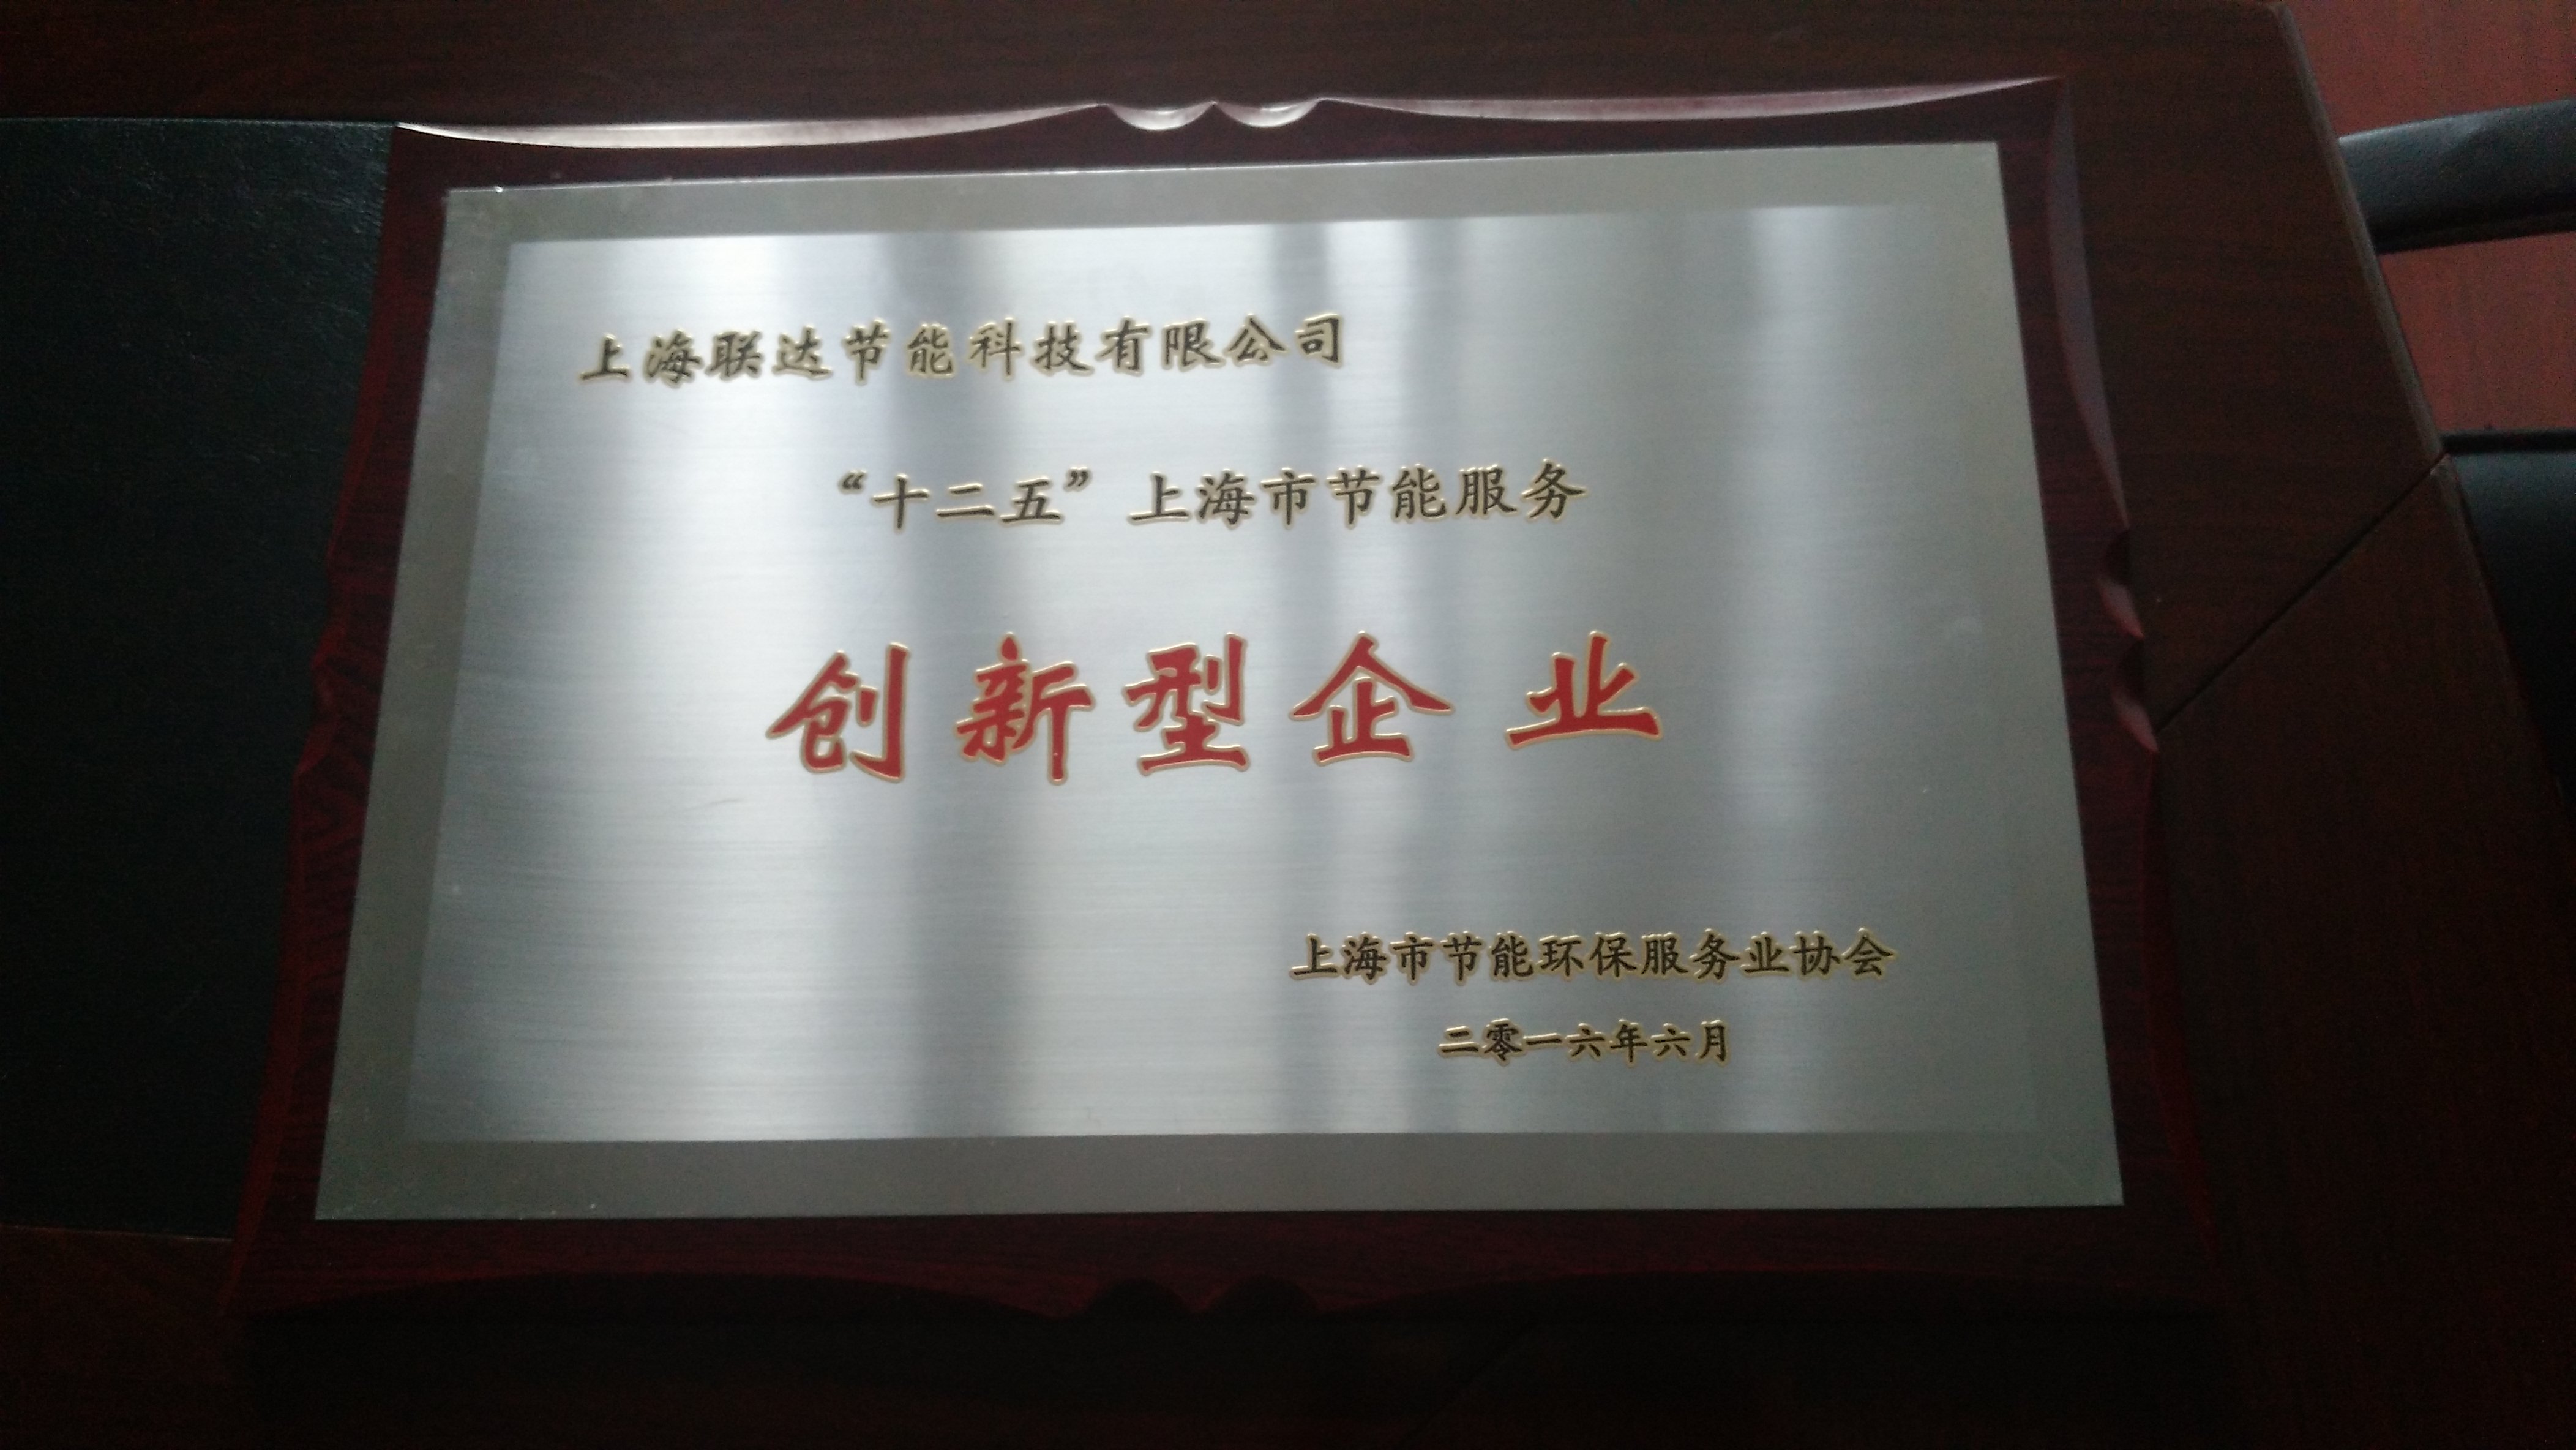 上海联达节能科技有限公司
“十二五”上海市节能服务
创新型企业
上海市节能环保服务业协会
二零一六年六月